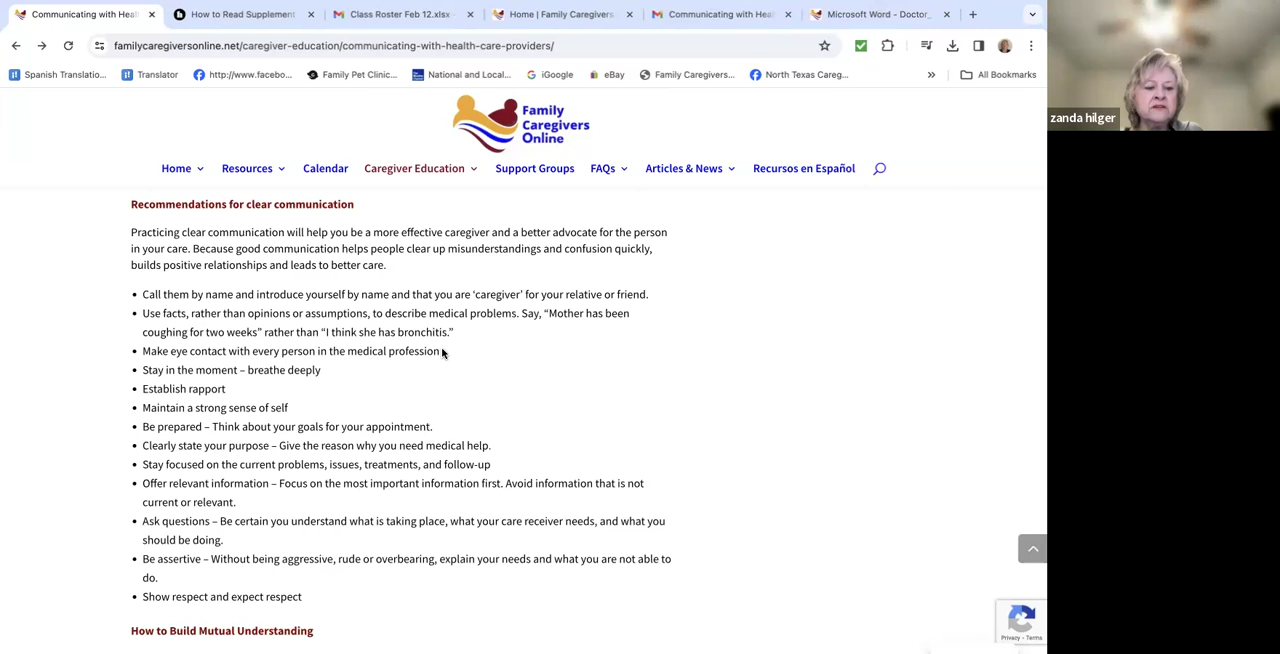 Communicating with Heal
How to Read Supplement
Class Roster Feb 12.xlsx -
Home | Family Caregivers
Communicating with Heal
Microsoft Word - Doctor_
familycaregiversonline.net/caregiver-education/communicating-with-health-care-providers/
Spanish Translatio...
Translator
http://www.facebo...
Family Pet Clinic...
National and Local...
iGoogle
eBay
Family Caregivers...
North Texas Careg...
»
All Bookmarks
Family
Caregivers
Online
Home
Resources
Calendar
Caregiver Education
Support Groups
FAQs
Articles & News
Recursos en Español
Recommendations for clear communication
Practicing clear communication will help you be a more effective caregiver and a better advocate for the person
in your care. Because good communication helps people clear up misunderstandings and confusion quickly,
builds positive relationships and leads to better care.
• Call them by name and introduce yourself by name and that you are ‘caregiver’ for your relative or friend.
• Use facts, rather than opinions or assumptions, to describe medical problems. Say, “Mother has been
coughing for two weeks” rather than “I think she has bronchitis.”
• Make eye contact with every person in the medical profession
• Stay in the moment – breathe deeply
• Establish rapport
• Maintain a strong sense of self
• Be prepared – Think about your goals for your appointment.
• Clearly state your purpose – Give the reason why you need medical help.
• Stay focused on the current problems, issues, treatments, and follow-up
• Offer relevant information – Focus on the most important information first. Avoid information that is not
current or relevant.
• Ask questions – Be certain you understand what is taking place, what your care receiver needs, and what you
should be doing.
• Be assertive – Without being aggressive, rude or overbearing, explain your needs and what you are not able to
do.
• Show respect and expect respect
How to Build Mutual Understanding
Privacy - Terms
zanda hilger